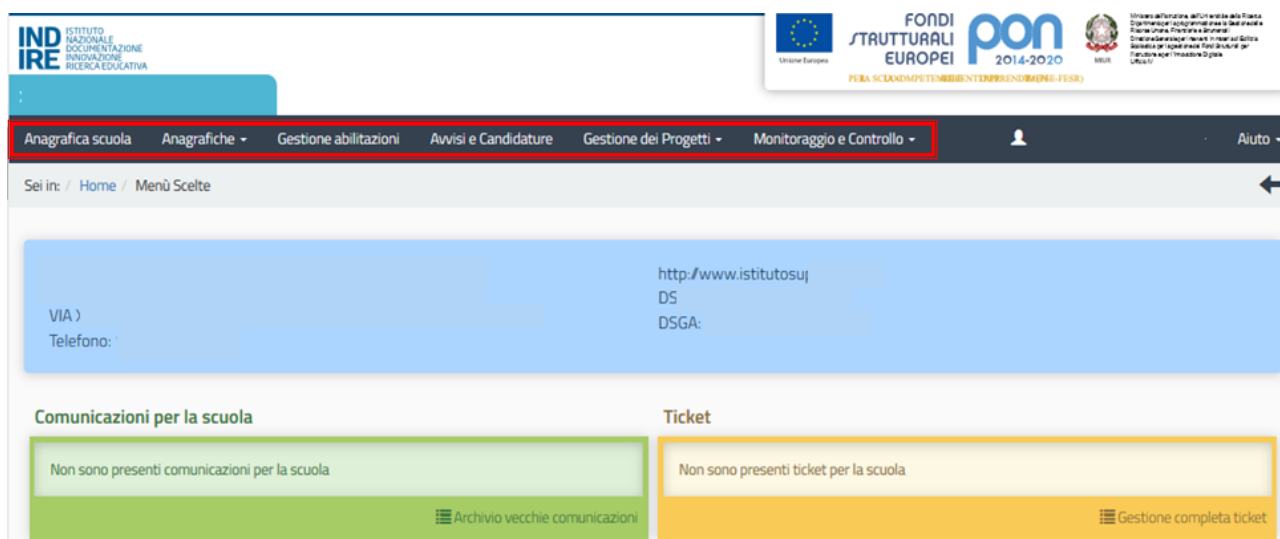 INDIRE
ISTITUTO
NAZIONALE
DOCUMENTAZIONE
INNOVAZIONE
RICERCA EDUCATIVA
Unione Europea
FONDI
STRUTTURALI
EUROPEI
pon
2014-2020
MIUR
:
Anagrafica scuola Anagrafiche Gestione abilitazioni Avvisi e Candidature Gestione dei Progetti Monitoraggio e Controllo Aiuto
Sei in: / Home / Menù Scelte
http://www.istitutosu
DS
VIA
DSGA:
Telefono:
Comunicazioni per la scuola
Ticket
Non sono presenti comunicazioni per la scuola
Non sono presenti ticket per la scuola
Archivio vecchie comunicazioni
Gestione completa ticket